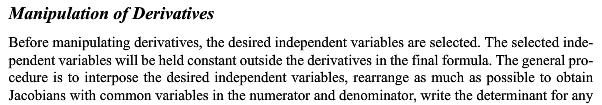 Manipulation of Derivatives
Before manipulating derivatives, the desired independent variables are selected. The selected inde-
pendent variables will be held constant outside the derivatives in the final formula. The general pro-
cedure is to interpose the desired independent variables, rearrange as much as possible to obtain
Jacobians with common variables in the numerator and denominator, write the determinant for any